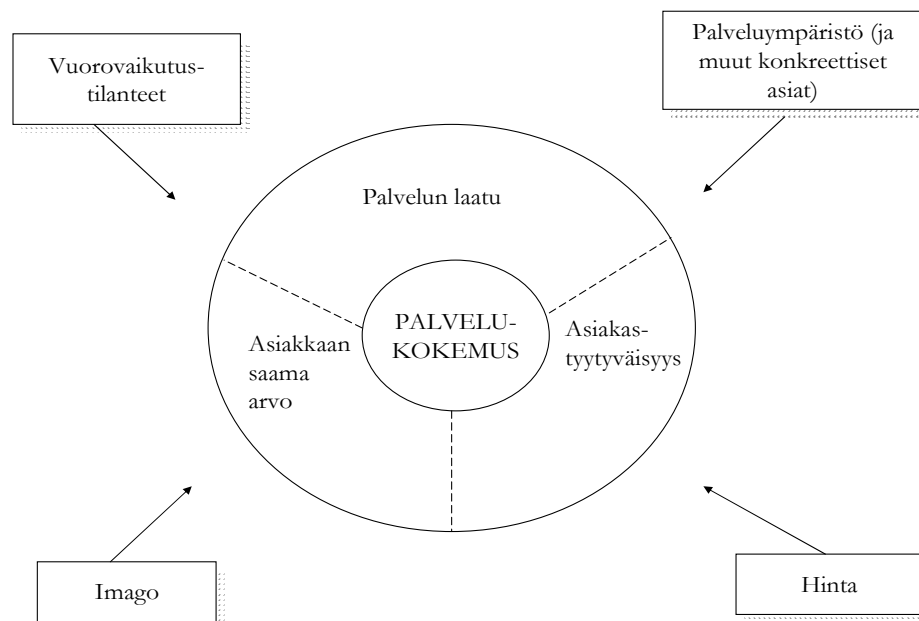 Vuorovaikutus-
tilanteet
Palveluympäristö (ja
muut konkreettiset
asiat)
Palvelun laatu
PALVELU-
KOKEMUS
Asiakkaan
saama
arvo
Asiakas-
tyytyväisyys
Imago
Hinta